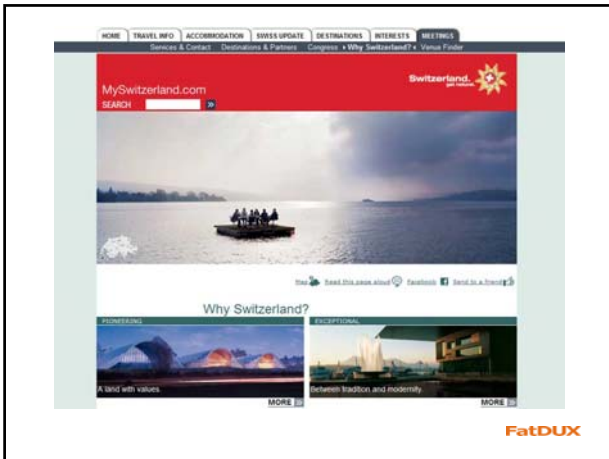 HOME TRAVEL INFO ACCOMMODATION SWISS UPDATE DESTINATIONS INTERESTS MEETINGS
Services & Contact Destinations & Partners Congress Why Switzerland? Venue Finder
Switzerland.
get natural.
MySwitzerland.com
SEARCH
Map Read this page aloud Facebook Send to a friend
Why Switzerland?
PIONEERING EXCEPTIONAL
A land with values. Between tradition and modernity.
MORE MORE
FatDUX